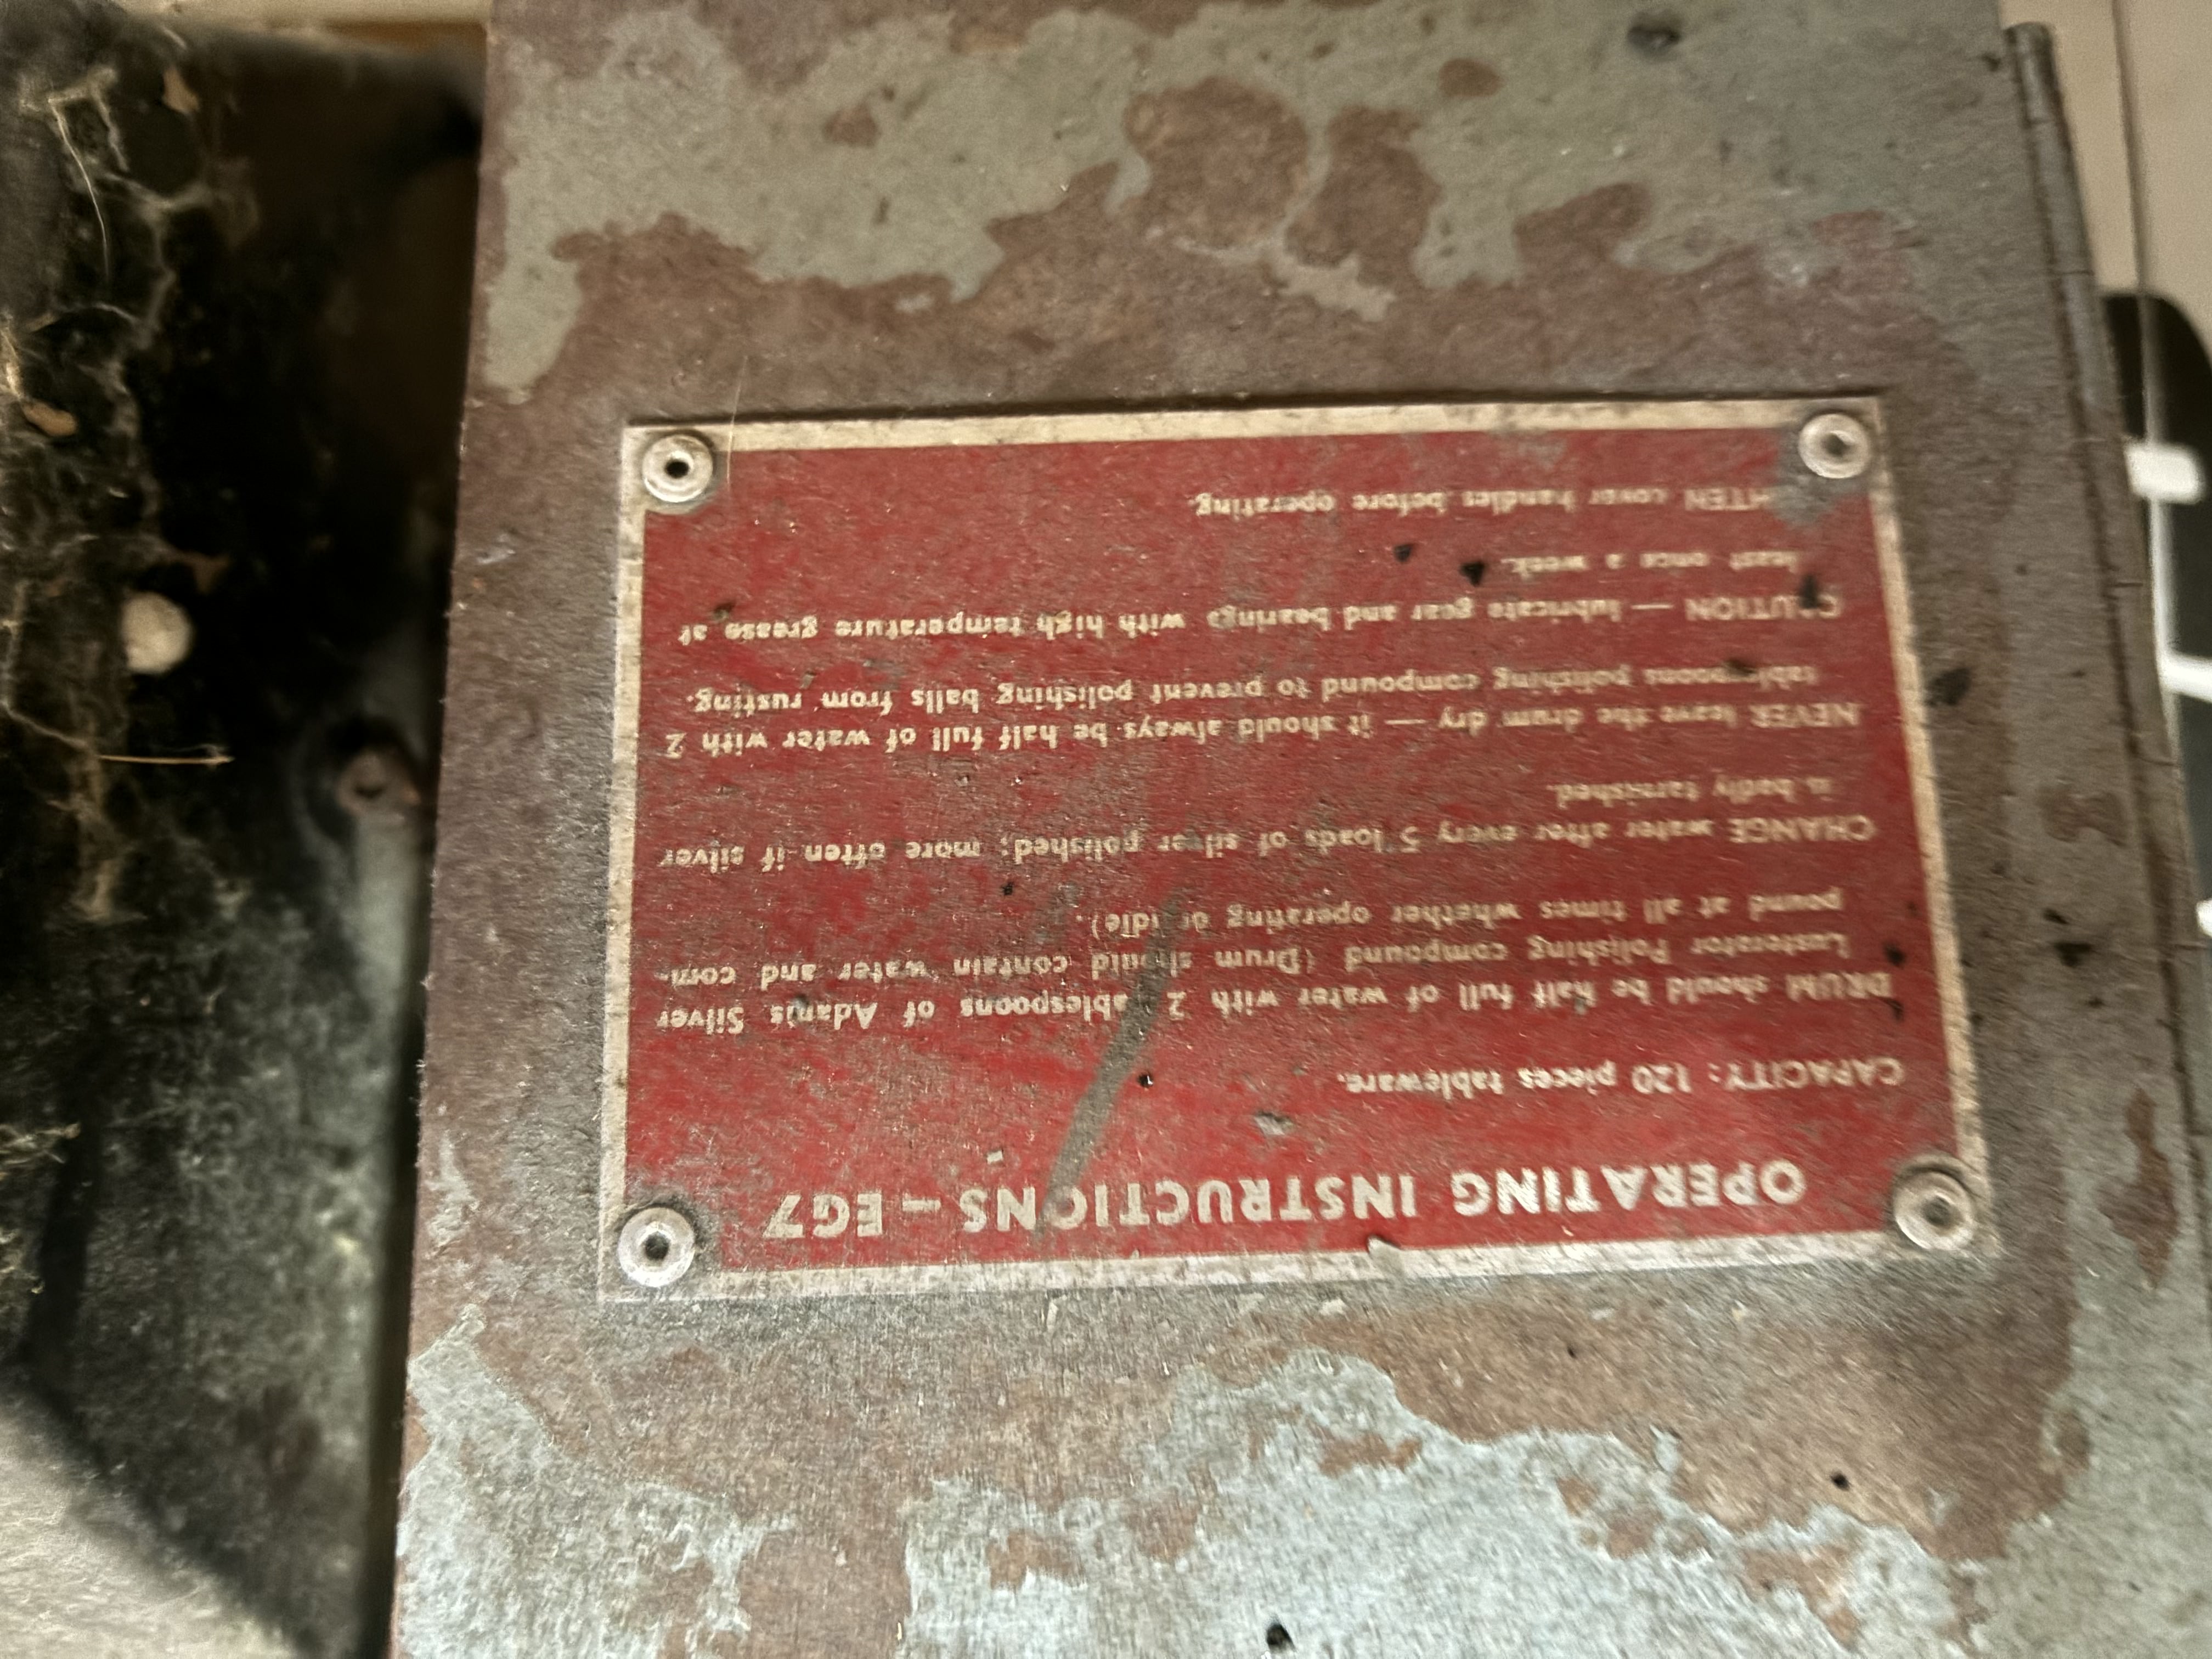 OPERATING INSTRUCTIONS — EG7
CAPACITY: 120 pieces tableware.
DRUM should be half full of water with 2 ablespoons of Adams Silver
Lusterator Polishing compound (Drum should contain water and com-
pound at all times whether operating or idle).
CHANGE water after every 5 loads of silver polished; more often if silver
is badly tarnished.
NEVER leave the drum dry — it should always be half full of water with 2
tablespoons polishing compound to prevent polishing balls from rusting.
CAUTION — lubricate gear and bearings with high temperature grease at
least once a week.
HTEN cover handles before operating.